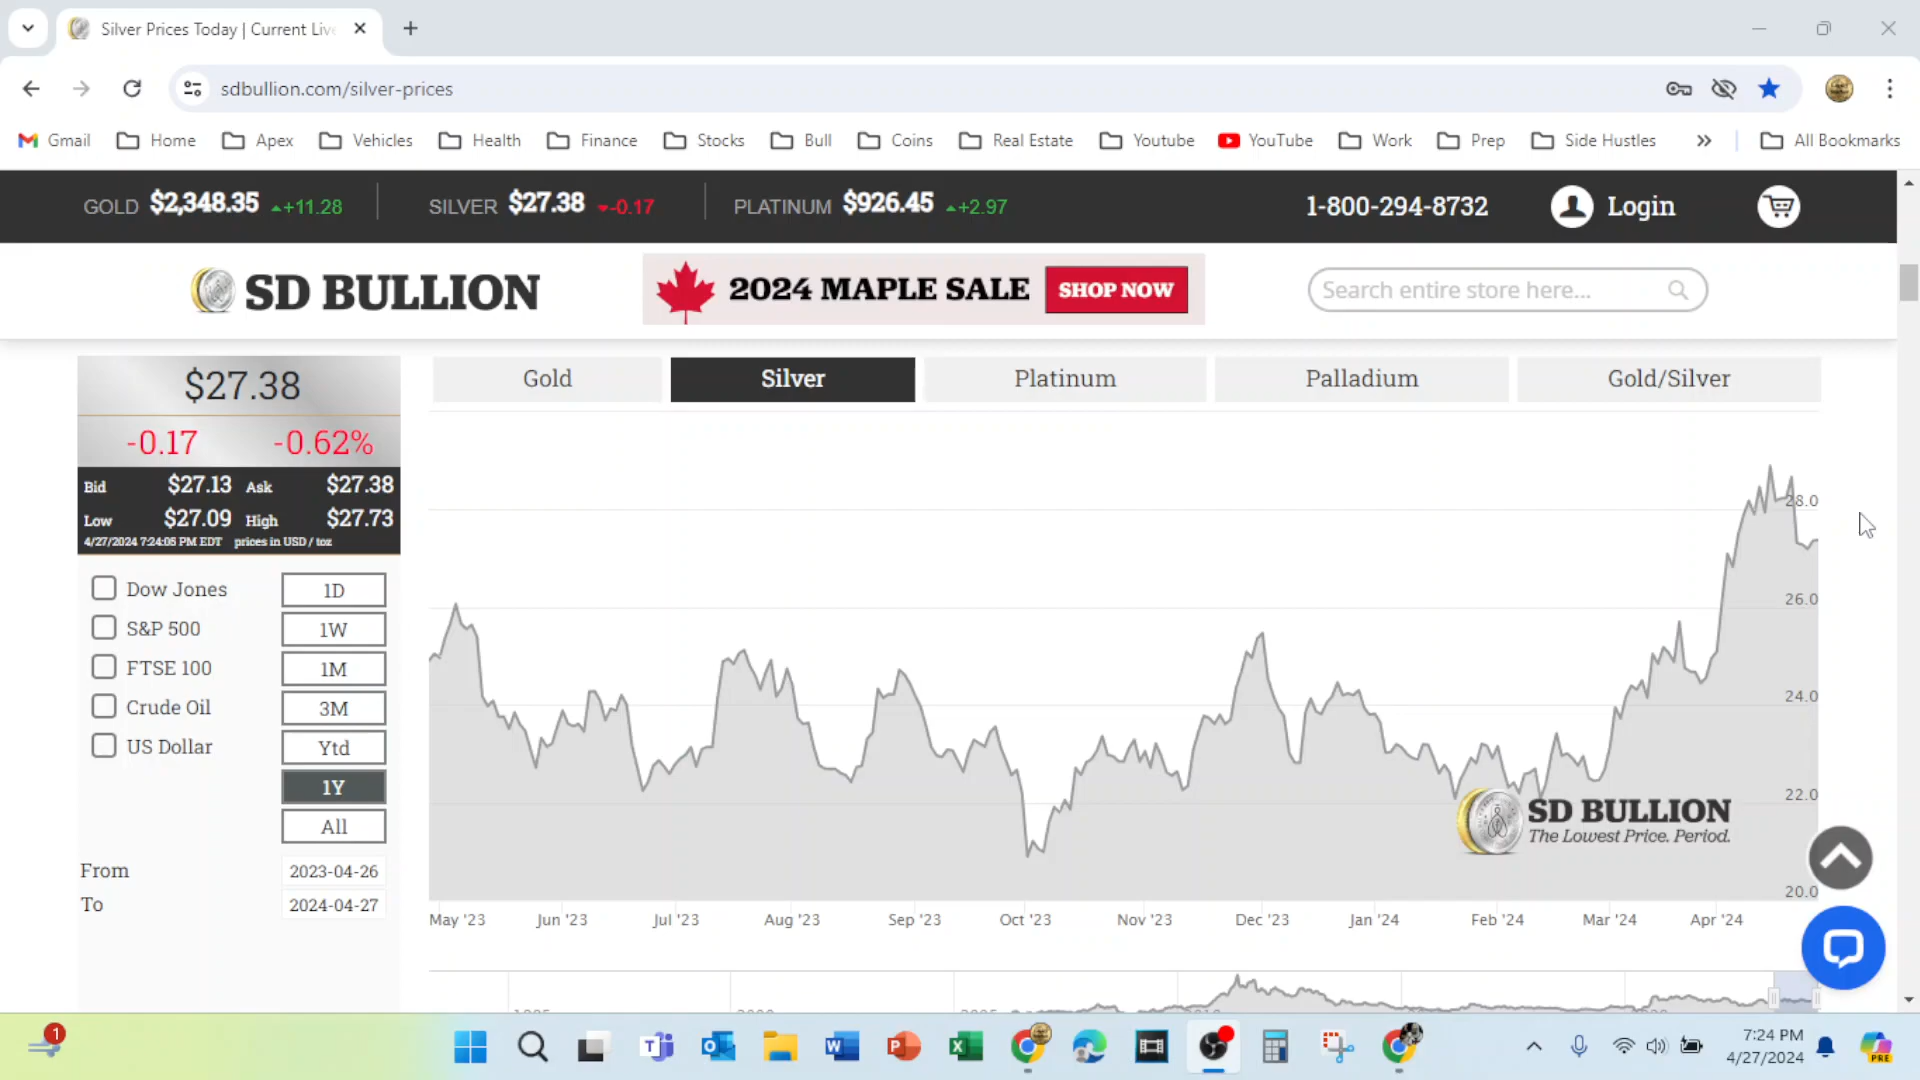 Silver Prices Today | Current Liv
sdbullion.com/silver-prices
Gmail Home Apex Vehicles Health Finance Stocks Bull Coins Real Estate Youtube YouTube Work Prep Side Hustles » All Bookmarks
GOLD $2,348.35 +11.28 SILVER $27.38 -0.17 PLATINUM $926.45 +2.97 1-800-294-8732 Login
SD BULLION 2024 MAPLE SALE SHOP NOW Search entire store here...
$27.38 Gold Silver Platinum Palladium Gold/Silver
-0.17 -0.62%
Bid $27.13 Ask $27.38
Low $27.09 High $27.73
4/27/2024 7:24:05 PM EDT prices in USD / toz
Dow Jones 1D
S&P 500 1W
FTSE 100 1M
Crude Oil 3M
US Dollar Ytd
1Y
All
From 2023-04-26
To 2024-04-27
28.0
26.0
24.0
22.0
20.0
SD BULLION
The Lowest Price. Period.
May '23 Jun '23 Jul '23 Aug '23 Sep '23 Oct '23 Nov '23 Dec '23 Jan '24 Feb '24 Mar '24 Apr '24
1
7:24 PM
4/27/2024
PRE